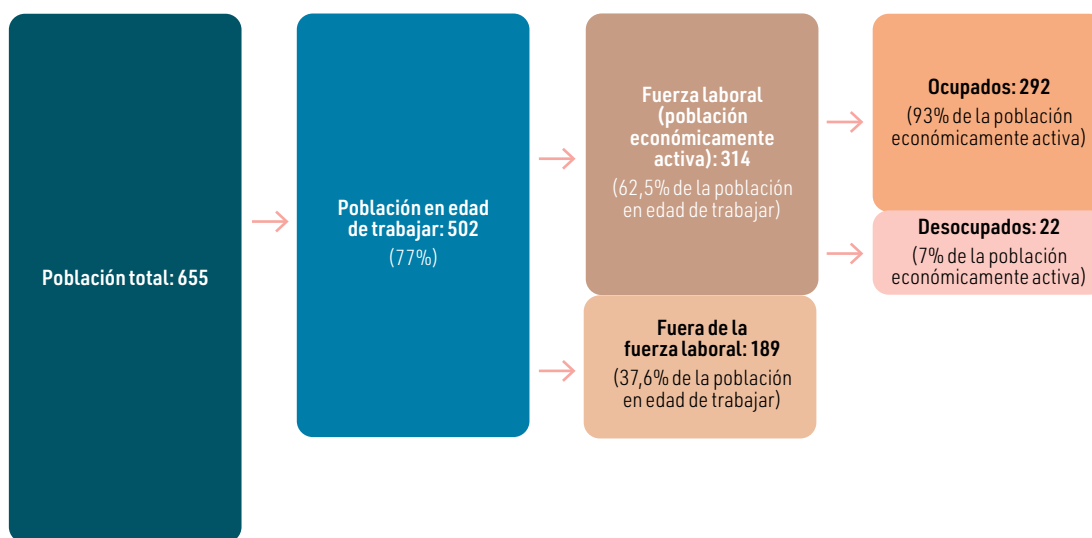 Población total: 655
Población en edad
de trabajar: 502
(77%)
Fuerza laboral
(población
económicamente
activa): 314
(62,5% de la población
en edad de trabajar)
Fuera de la
fuerza laboral: 189
(37,6% de la población
en edad de trabajar)
Ocupados: 292
(93% de la población
económicamente activa)
Desocupados: 22
(7% de la población
económicamente activa)